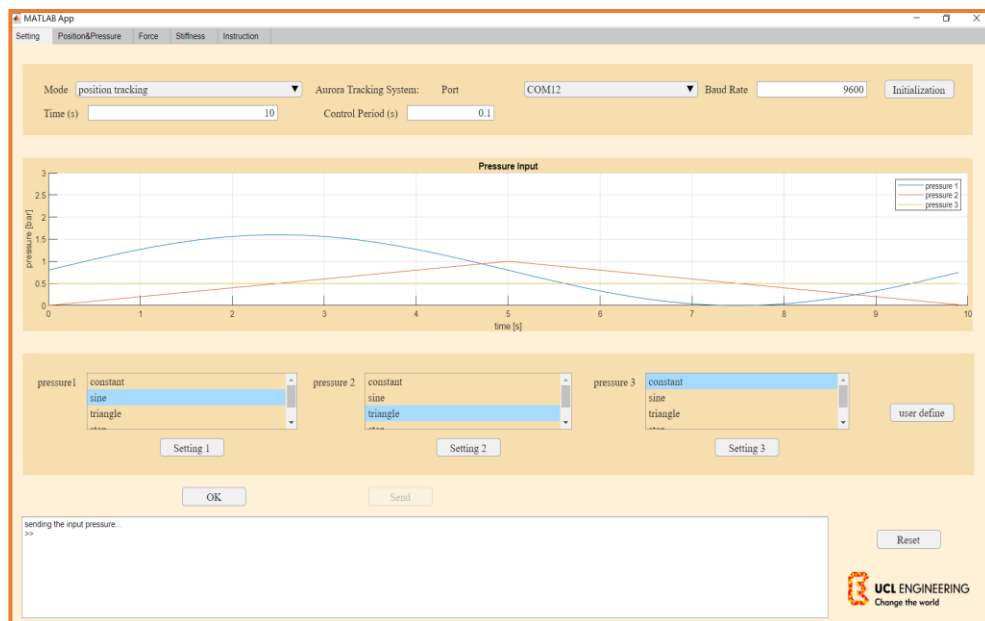 MATLAB App
Setting Position&Pressure Force Stiffness Instruction
Mode position tracking Aurora Tracking System: Port COM12 Baud Rate 9600 Initialization
Time (s) 10 Control Period (s) 0.1
Pressure Input
pressure 1
pressure 2
pressure 3
pressure [bar]
3
2.5
2
1.5
1
0.5
0
0 1 2 3 4 5 6 7 8 9 10
time [s]
pressure1 constant
sine
triangle
step
Setting 1
pressure 2 constant
sine
triangle
step
Setting 2
pressure 3 constant
sine
triangle
step
Setting 3
user define
OK Send
sending the input pressure...
>>
Reset
UCL ENGINEERING
Change the world